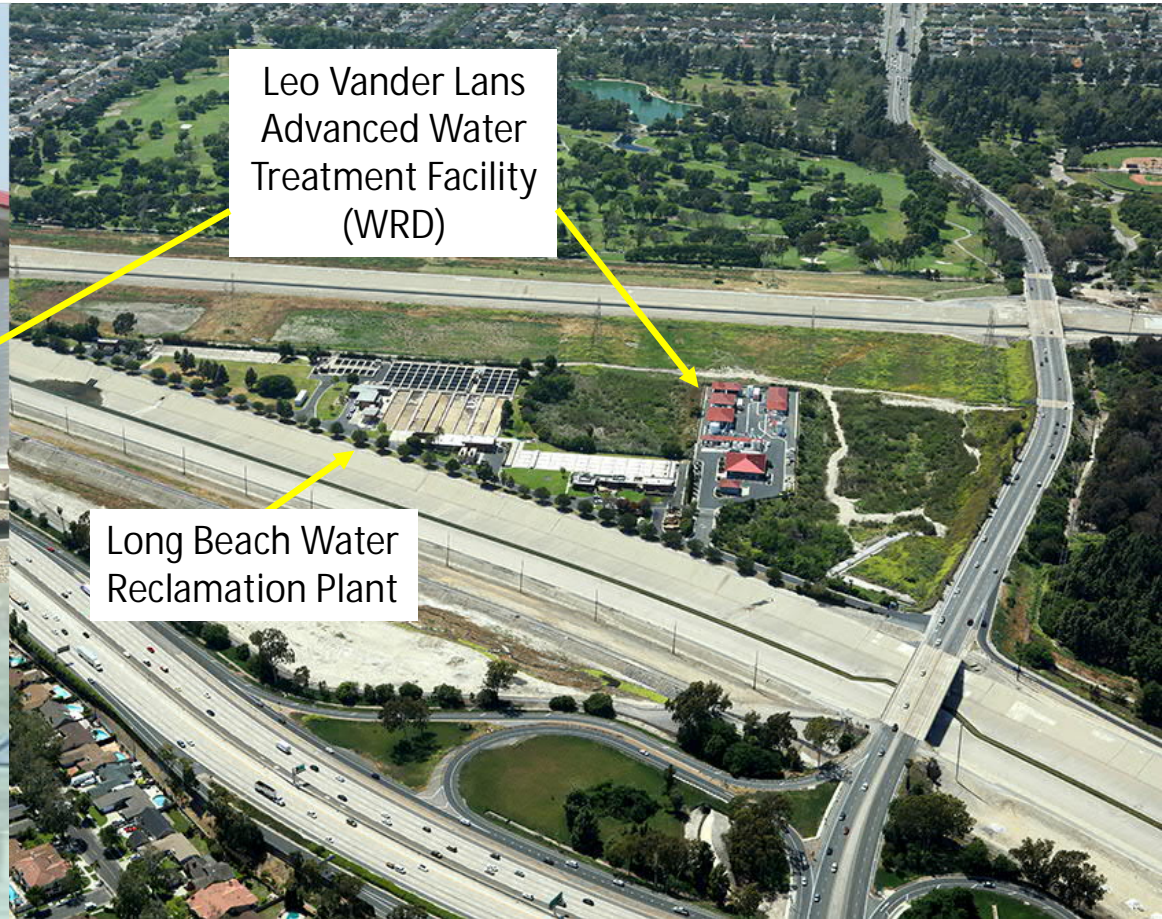 Leo Vander Lans
Advanced Water
Treatment Facility
(WRD)
Long Beach Water
Reclamation Plant